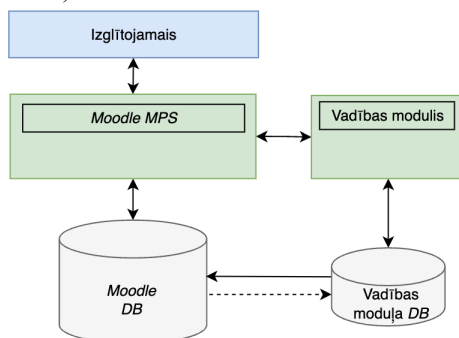 Izglītojamais
Moodle MPS
Vadības modulis
Moodle
DB
Vadības
moduļa DB